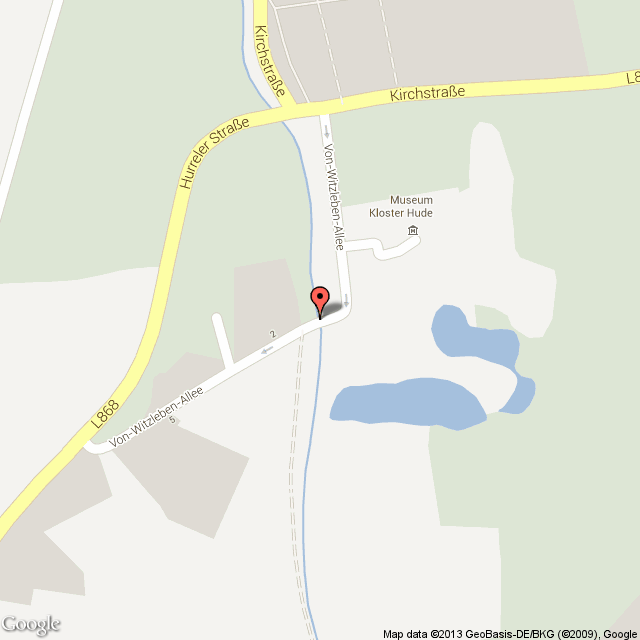 Kirchstraße
Kirchstraße
L8
Hurreler Straße
Von-Witzleben-Allee
Museum
Kloster Hude
2
L868
Von-Witzleben-Allee
5
Google
Map data ©2013 GeoBasis-DE/BKG (©2009), Google